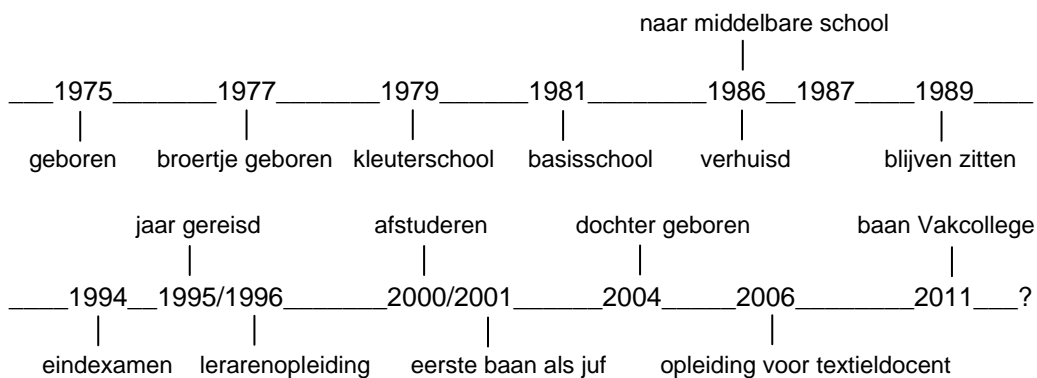 naar middelbare school
___1975_______1977_______1979______1981________1986__1987____1989____
geboren broertje geboren kleuterschool basisschool verhuisd blijven zitten
jaar gereisd afstuderen dochter geboren baan Vakcollege
____1994__1995/1996_______2000/2001______2004_____2006________2011___?
eindexamen lerarenopleiding eerste baan als juf opleiding voor textieldocent